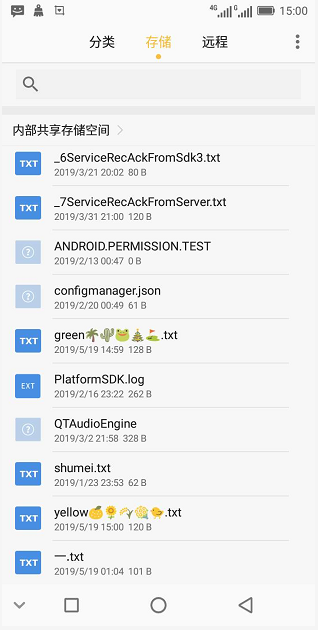 4G G 15:00
分类 存储 远程
内部共享存储空间
TXT _6ServiceRecAckFromSdk3.txt
2019/3/21 20:02 80 B
TXT _7ServiceRecAckFromServer.txt
2019/3/31 21:00 120 B
? ANDROID.PERMISSION.TEST
2019/2/13 00:47 0 B
? configmanager.json
2019/2/20 00:49 61 B
TXT green🌴🌵🐸🎄⛳.txt
2019/5/19 14:59 128 B
EXT PlatformSDK.log
2019/2/16 23:22 262 B
? QTAudioEngine
2019/3/2 21:58 328 B
TXT shumei.txt
2019/1/23 23:53 62 B
TXT yellow🍊🌻🌾🌼🐤.txt
2019/5/19 15:00 120 B
TXT 一.txt
2019/5/19 01:04 101 B